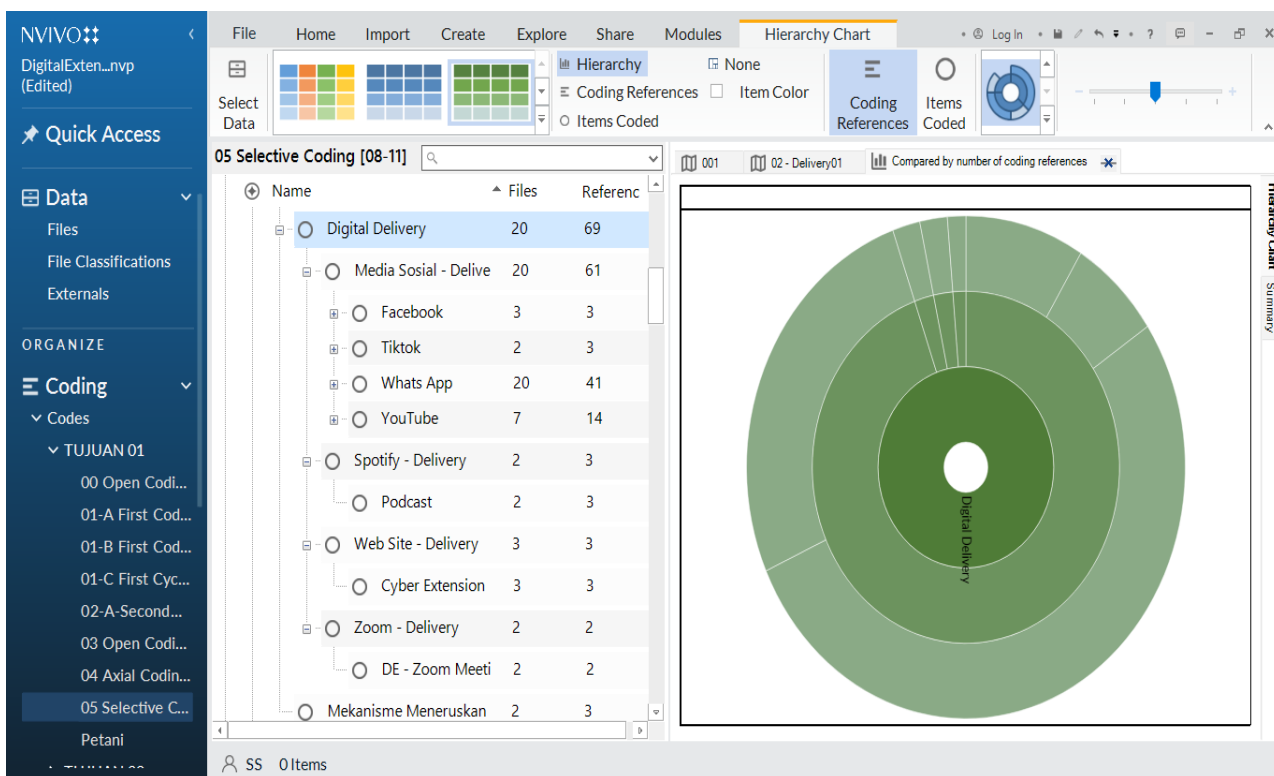 NVIVO
DigitalExten...nvp
(Edited)
Quick Access
Data
Files
File Classifications
Externals
ORGANIZE
Coding
Codes
TUJUAN 01
00 Open Codi...
01-A First Cod...
01-B First Cod...
01-C First Cyc...
02-A-Second...
03 Open Codi...
04 Axial Codin...
05 Selective C...
Petani
File Home Import Create Explore Share Modules Hierarchy Chart Log In ?
Select
Data
Hierarchy
Coding References
Items Coded
None
Item Color
Coding
References
Items
Coded
05 Selective Coding [08-11]
Name Files Referenc
Digital Delivery 20 69
Media Sosial - Delive 20 61
Facebook 3 3
Tiktok 2 3
Whats App 20 41
YouTube 7 14
Spotify - Delivery 2 3
Podcast 2 3
Web Site - Delivery 3 3
Cyber Extension 3 3
Zoom - Delivery 2 2
DE - Zoom Meeti 2 2
Mekanisme Meneruskan 2 3
001
02 - Delivery01
Compared by number of coding references
Digital Delivery
Summary
SS 0 Items